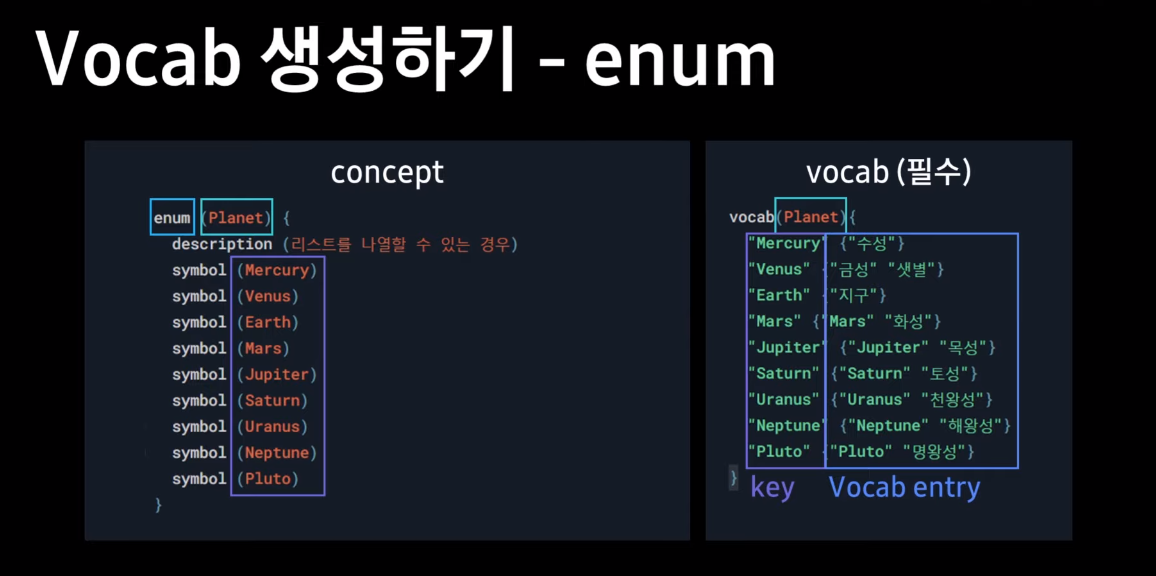 Vocab 생성하기 - enum
concept
enum (Planet) {
description (리스트를 나열할 수 있는 경우)
symbol (Mercury)
symbol (Venus)
symbol (Earth)
symbol (Mars)
symbol (Jupiter)
symbol (Saturn)
symbol (Uranus)
symbol (Neptune)
symbol (Pluto)
}
vocab (필수)
vocab(Planet){
"Mercury" {"수성"}
"Venus" {"금성" "샛별"}
"Earth" {"지구"}
"Mars" {"Mars" "화성"}
"Jupiter" {"Jupiter" "목성"}
"Saturn" {"Saturn" "토성"}
"Uranus" {"Uranus" "천왕성"}
"Neptune" {"Neptune" "해왕성"}
"Pluto" {"Pluto" "명왕성"}
}
key
Vocab entry